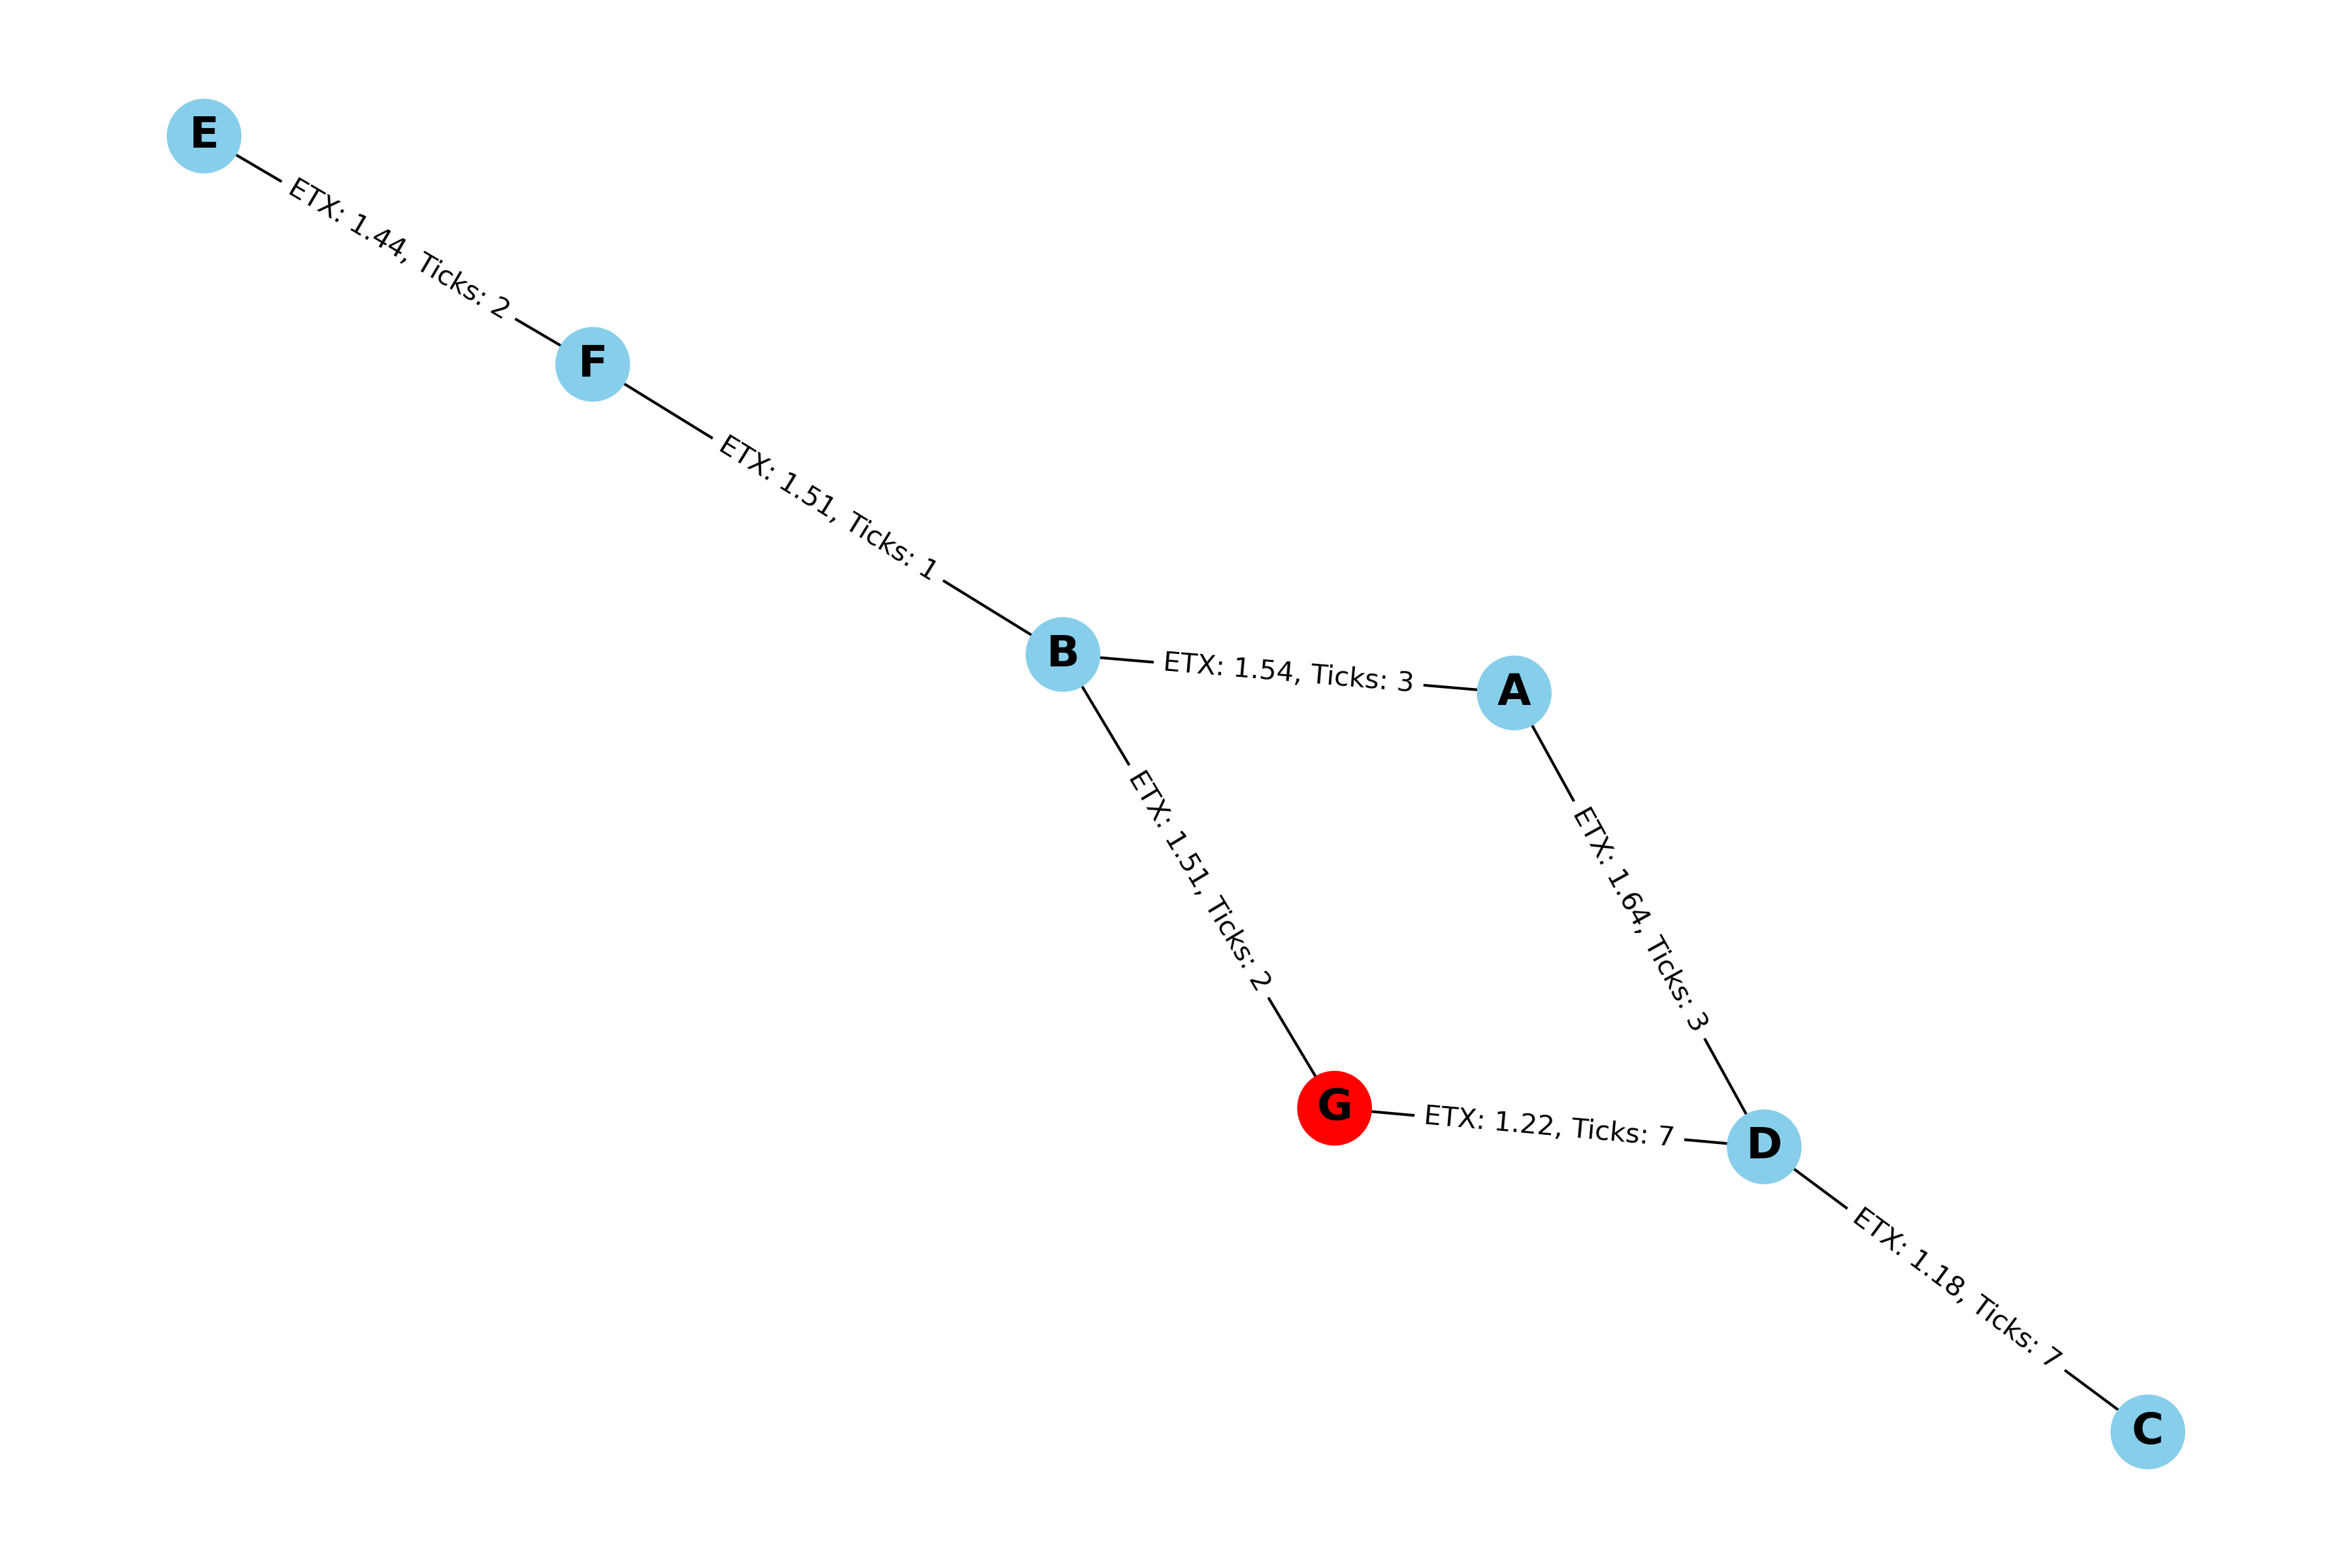 E
ETX: 1.44, Ticks: 2
F
ETX: 1.51, Ticks: 1
B
ETX: 1.54, Ticks: 3
A
ETX: 1.51, Ticks: 2
ETX: 1.64, Ticks: 3
G
ETX: 1.22, Ticks: 7
D
ETX: 1.18, Ticks: 7
C